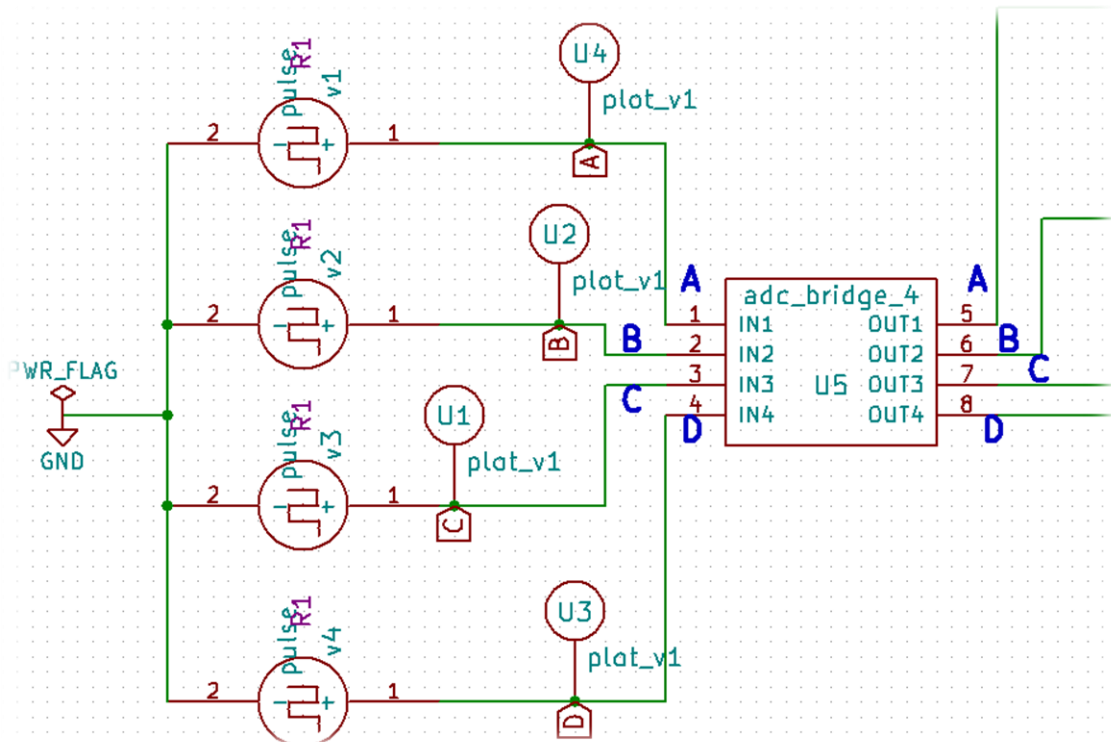 U4
plot_v1
pulse
R1
v1
2
1
A
U2
plot_v1
pulse
R1
v2
2
1
B
A
adc_bridge_4
A
1
IN1
OUT1
5
B
2
IN2
OUT2
6
B
3
IN3
U5
OUT3
7
C
C
4
IN4
OUT4
8
D
D
PWR_FLAG
GND
U1
plot_v1
pulse
R1
v3
2
1
C
U3
plot_v1
pulse
R1
v4
2
1
D